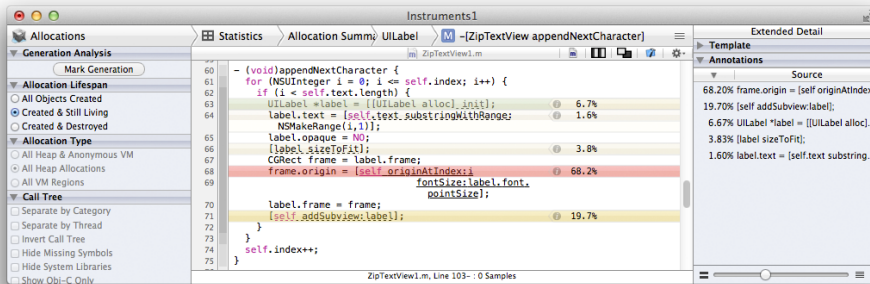 Instruments1
Allocations
Statistics
Allocation Summa
UILabel
M -[ZipTextView appendNextCharacter]
Extended Detail
Generation Analysis
Mark Generation
Allocation Lifespan
All Objects Created
Created & Still Living
Created & Destroyed
Allocation Type
All Heap & Anonymous VM
All Heap Allocations
All VM Regions
Call Tree
Separate by Category
Separate by Thread
Invert Call Tree
Hide Missing Symbols
Hide System Libraries
Show Obj-C Only
ZipTextView1.m
60 - (void)appendNextCharacter {
61 for (NSUInteger i = 0; i <= self.index; i++) {
62 if (i < self.text.length) {
63 UILabel *label = [[UILabel alloc] init]; 6.7%
64 label.text = [self.text substringWithRange: 1.6%
NSMakeRange(i,1)];
65 label.opaque = NO;
66 [label sizeToFit]; 3.8%
67 CGRect frame = label.frame;
68 frame.origin = [self originAtIndex:i 68.2%
69 fontSize:label.font.
pointSize];
70 label.frame = frame;
71 [self addSubview:label]; 19.7%
72 }
73 }
74 self.index++;
75 }
ZipTextView1.m, Line 103- : 0 Samples
Template
Annotations
Source
68.20% frame.origin = [self originAtIndex
19.70% [self addSubview:label];
6.67% UILabel *label = [[UILabel alloc].
3.83% [label sizeToFit];
1.60% label.text = [self.text substring...